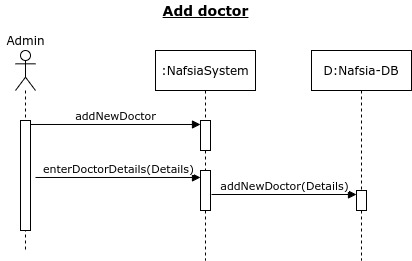 Add doctor
Admin
:NafsiaSystem
D:Nafsia-DB
addNewDoctor
enterDoctorDetails(Details)
addNewDoctor(Details)